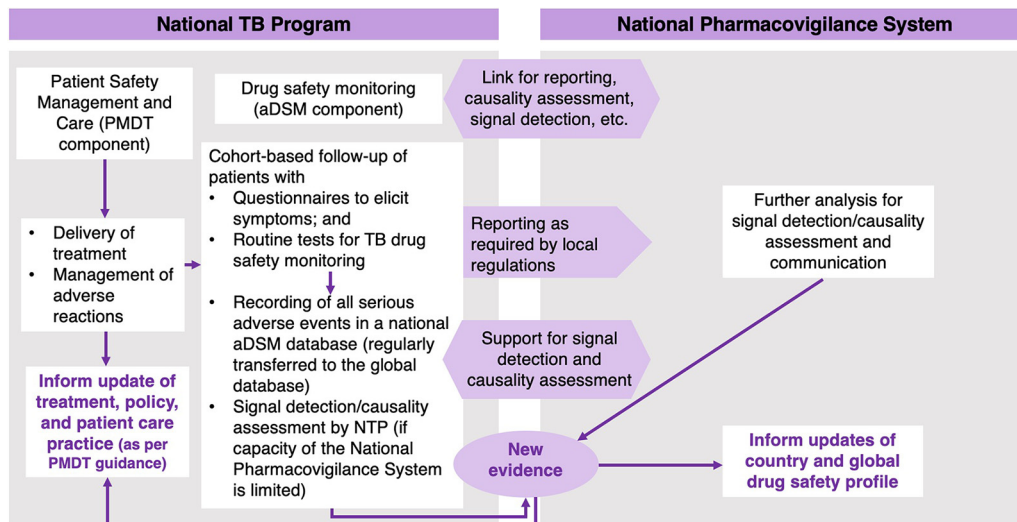 National TB Program
National Pharmacovigilance System
Patient Safety
Management and
Care (PMDT
component)
Drug safety monitoring
(aDSM component)
Link for reporting,
causality assessment,
signal detection, etc.
Cohort-based follow-up of
patients with
• Questionnaires to elicit
symptoms; and
• Routine tests for TB drug
safety monitoring
• Delivery of
treatment
• Management of
adverse
reactions
Reporting as
required by local
regulations
Further analysis for
signal detection/causality
assessment and
communication
• Recording of all serious
adverse events in a national
aDSM database (regularly
transferred to the global
database)
• Signal detection/causality
assessment by NTP (if
capacity of the National
Pharmacovigilance System
is limited)
Support for signal
detection and
causality assessment
Inform update of
treatment, policy,
and patient care
practice (as per
PMDT guidance)
New
evidence
Inform updates of
country and global
drug safety profile